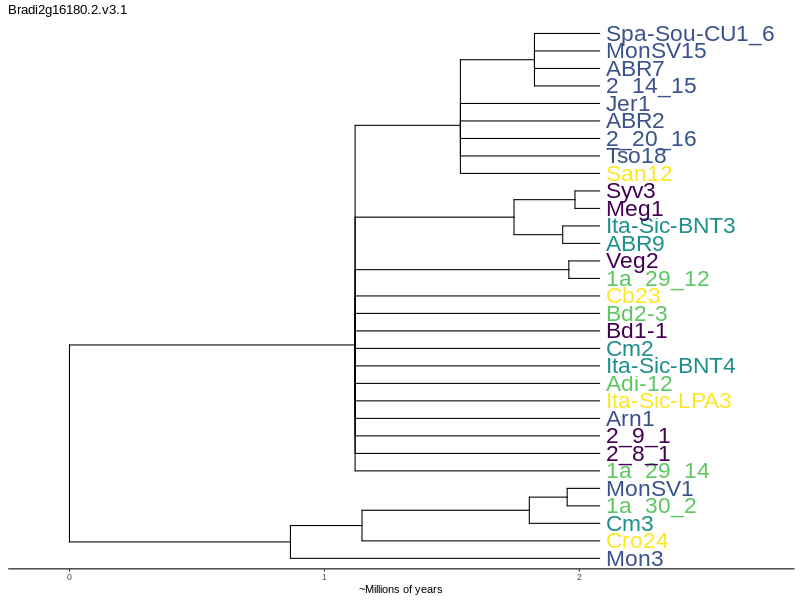 Bradi2g16180.2.v3.1
Spa-Sou-CU1_6
MonSV15
ABR7
2_14_15
Jer1
ABR2
2_20_16
Tso18
San12
Syv3
Meg1
Ita-Sic-BNT3
ABR9
Veg2
1a_29_12
Cb23
Bd2-3
Bd1-1
Cm2
Ita-Sic-BNT4
Adi-12
Ita-Sic-LPA3
Arn1
2_9_1
2_8_1
1a_29_14
MonSV1
1a_30_2
Cm3
Cro24
Mon3
0 1 2
~Millions of years